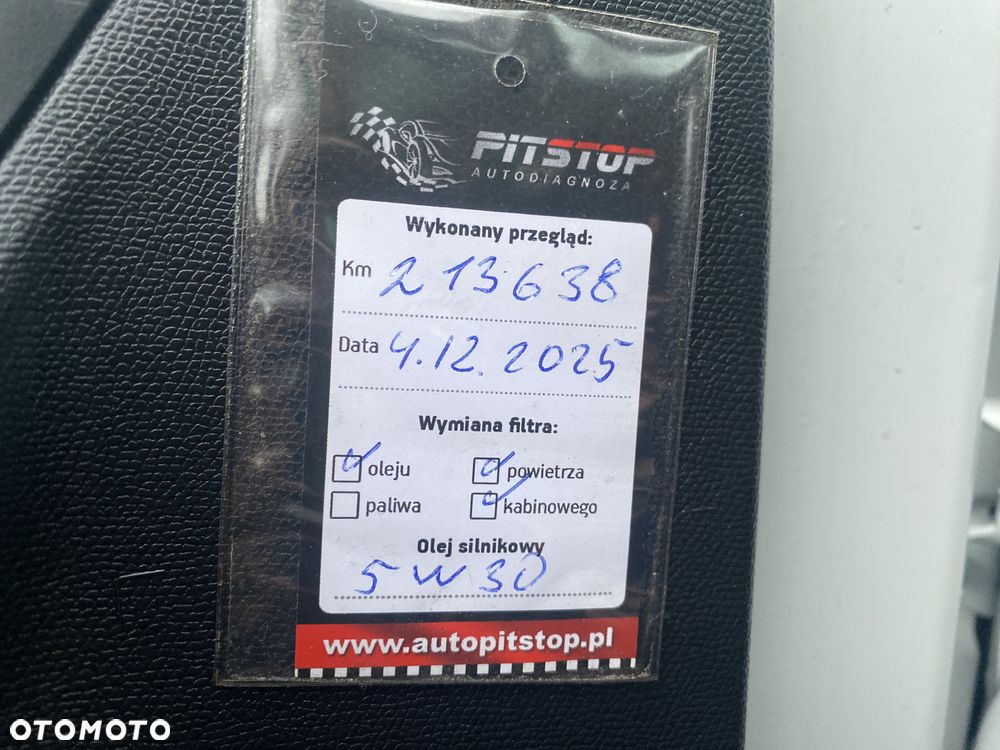 PITSTOP
AUTODIAGNOZA
Wykonany przegląd:
Km 213638
Data 4.12.2025
Wymiana filtra:
oleju powietrza
paliwa kabinowego
Olej silnikowy
5W30
www.autopitstop.pl
OTOMOTO